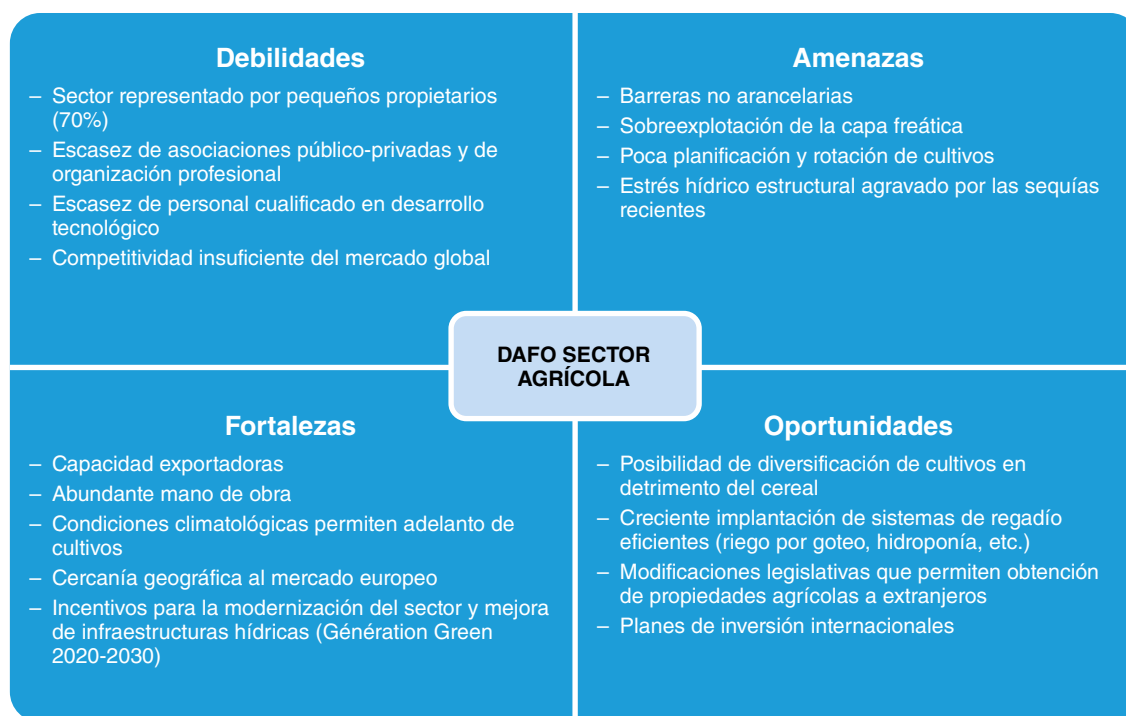 Debilidades
– Sector representado por pequeños propietarios
(70%)
– Escasez de asociaciones público-privadas y de
organización profesional
– Escasez de personal cualificado en desarrollo
tecnológico
– Competitividad insuficiente del mercado global
Amenazas
– Barreras no arancelarias
– Sobreexplotación de la capa freática
– Poca planificación y rotación de cultivos
– Estrés hídrico estructural agravado por las sequías
recientes
DAFO SECTOR
AGRÍCOLA
Fortalezas
– Capacidad exportadoras
– Abundante mano de obra
– Condiciones climatológicas permiten adelanto de
cultivos
– Cercanía geográfica al mercado europeo
– Incentivos para la modernización del sector y mejora
de infraestructuras hídricas (Génération Green
2020-2030)
Oportunidades
– Posibilidad de diversificación de cultivos en
detrimento del cereal
– Creciente implantación de sistemas de regadío
eficientes (riego por goteo, hidroponía, etc.)
– Modificaciones legislativas que permiten obtención
de propiedades agrícolas a extranjeros
– Planes de inversión internacionales